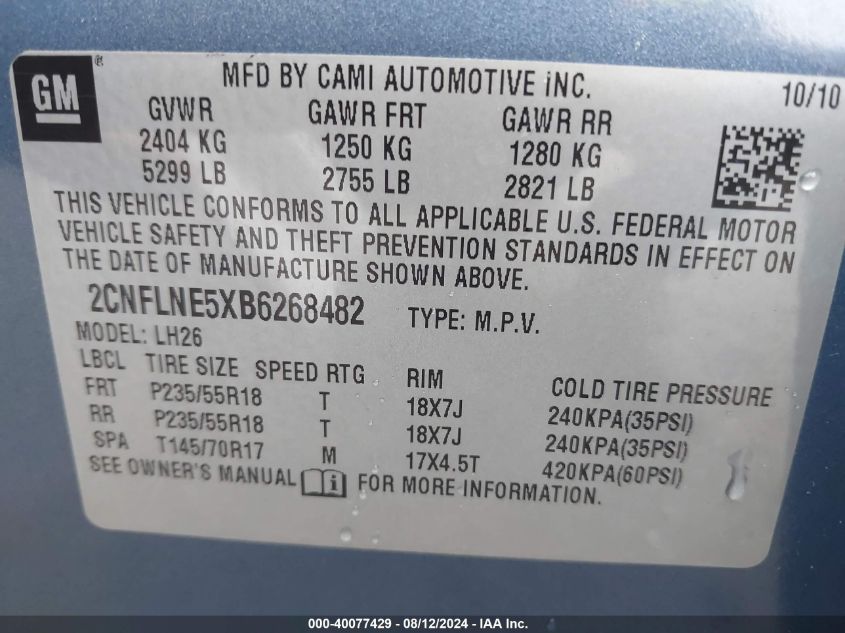 GM®
MFD BY CAMI AUTOMOTIVE INC. 10/10
GVWR GAWR FRT GAWR RR
2404 KG 1250 KG 1280 KG
5299 LB 2755 LB 2821 LB
THIS VEHICLE CONFORMS TO ALL APPLICABLE U.S. FEDERAL MOTOR
VEHICLE SAFETY AND THEFT PREVENTION STANDARDS IN EFFECT ON
THE DATE OF MANUFACTURE SHOWN ABOVE.
2CNFLNE5XB6268482 TYPE: M.P.V.
MODEL: LH26
LBCL TIRE SIZE SPEED RTG RIM COLD TIRE PRESSURE
FRT P235/55R18 T 18X7J 240KPA(35PSI)
RR P235/55R18 T 18X7J 240KPA(35PSI)
SPA T145/70R17 M 17X4.5T 420KPA(60PSI)
SEE OWNER'S MANUAL i FOR MORE INFORMATION.
000-40077429 - 08/12/2024 - IAA Inc.